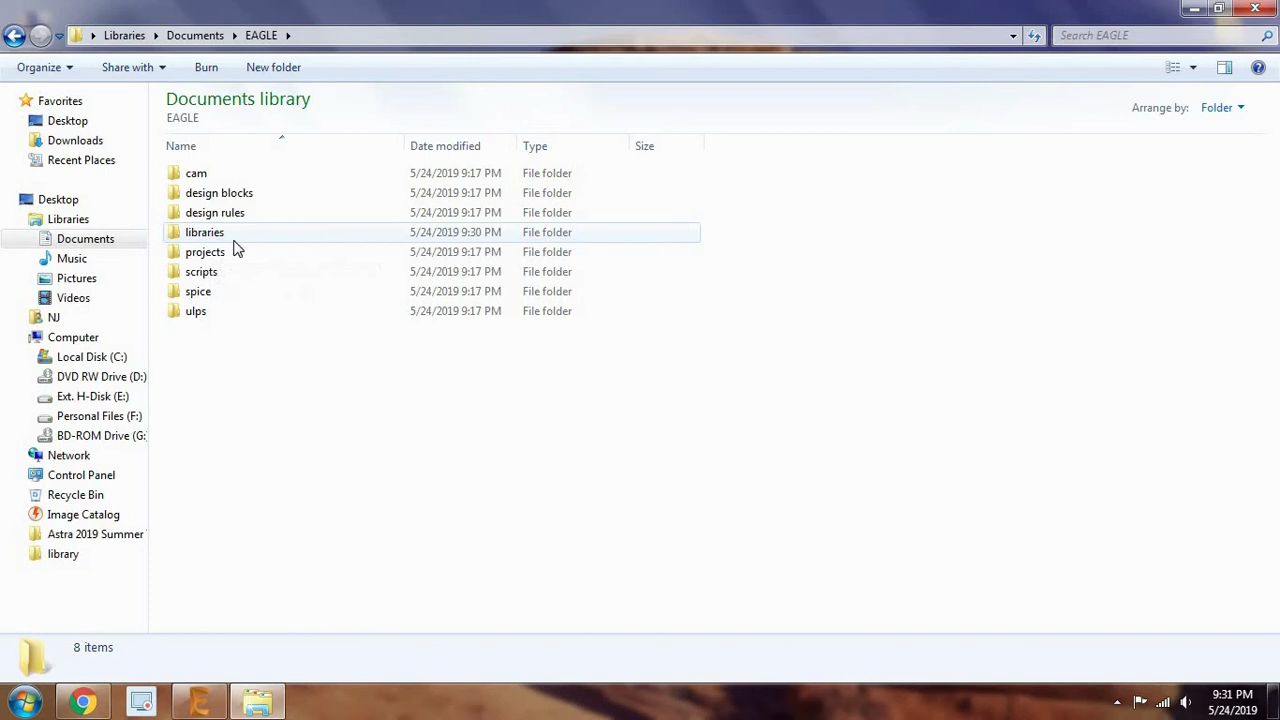 Libraries Documents EAGLE
Search EAGLE
Organize Share with Burn New folder
Favorites
Desktop
Downloads
Recent Places
Desktop
Libraries
Documents
Music
Pictures
Videos
NJ
Computer
Local Disk (C:)
DVD RW Drive (D:)
Ext. H-Disk (E:)
Personal Files (F:)
BD-ROM Drive (G:
Network
Control Panel
Recycle Bin
Image Catalog
Astra 2019 Summer
library
Documents library
EAGLE
Arrange by: Folder
Name Date modified Type Size
cam 5/24/2019 9:17 PM File folder
design blocks 5/24/2019 9:17 PM File folder
design rules 5/24/2019 9:17 PM File folder
libraries 5/24/2019 9:30 PM File folder
projects 5/24/2019 9:17 PM File folder
scripts 5/24/2019 9:17 PM File folder
spice 5/24/2019 9:17 PM File folder
ulps 5/24/2019 9:17 PM File folder
8 items
9:31 PM
5/24/2019